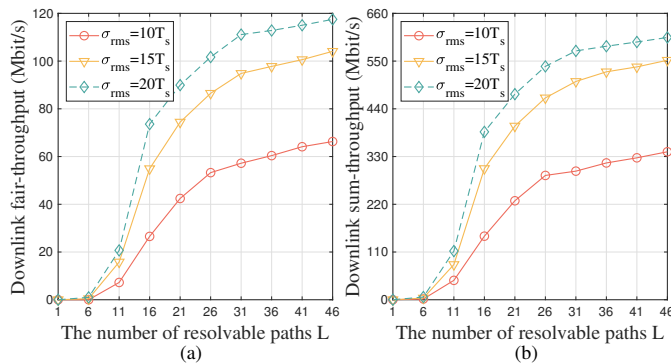 Downlink fair-throughput (Mbit/s)
120
100
80
60
40
20
0
σrms=10Ts
σrms=15Ts
σrms=20Ts
1 6 11 16 21 26 31 36 41 46
The number of resolvable paths L
(a)
Downlink sum-throughput (Mbit/s)
660
550
440
330
220
110
0
σrms=10Ts
σrms=15Ts
σrms=20Ts
1 6 11 16 21 26 31 36 41 46
The number of resolvable paths L
(b)